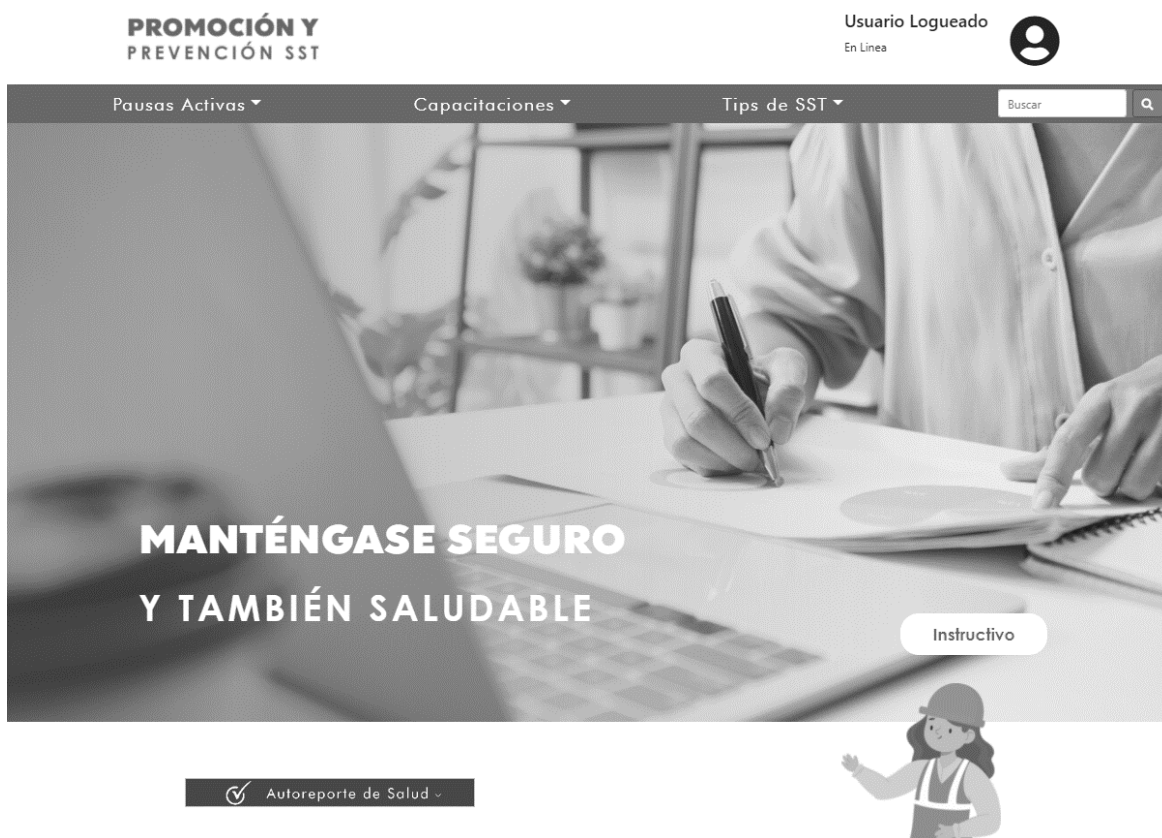 PROMOCIÓN Y
PREVENCIÓN SST
Usuario Logueado
En Linea
Pausas Activas
Capacitaciones
Tips de SST
Buscar
MANTÉNGASE SEGURO
Y TAMBIÉN SALUDABLE
Instructivo
Autoreporte de Salud